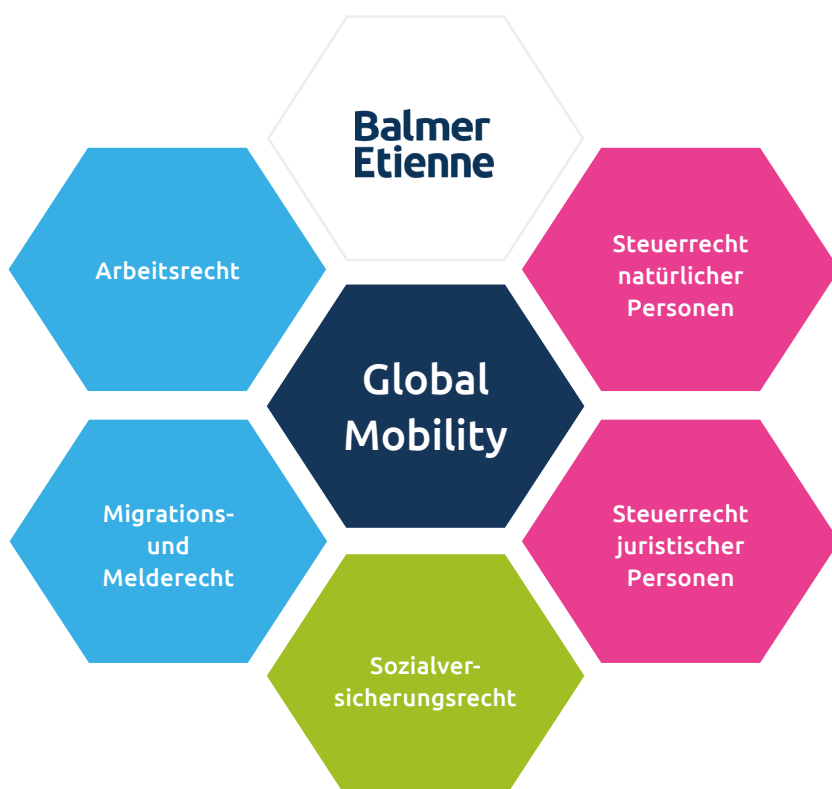 Balmer
Etienne
Arbeitsrecht
Steuerrecht
natürlicher
Personen
Global
Mobility
Migrations-
und
Melderecht
Steuerrecht
juristischer
Personen
Sozialver-
sicherungsrecht